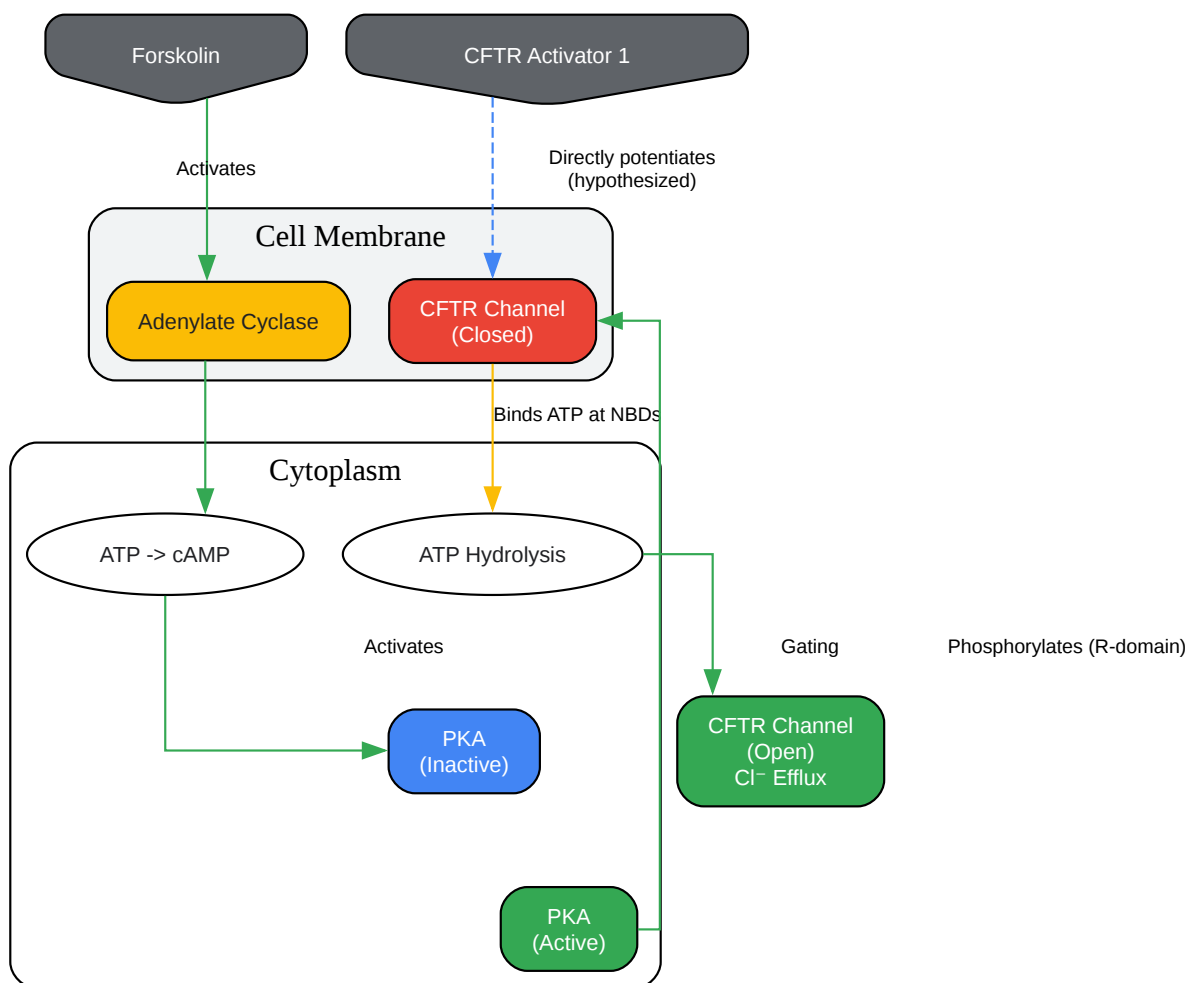 Forskolin
CFTR Activator 1
Activates
Directly potentiates
(hypothesized)
Cell Membrane
Adenylate Cyclase
CFTR Channel
(Closed)
Binds ATP at NBDs
Cytoplasm
ATP -> cAMP
ATP Hydrolysis
Activates
Gating
Phosphorylates (R-domain)
PKA
(Inactive)
CFTR Channel
(Open)
Cl⁻ Efflux
PKA
(Active)